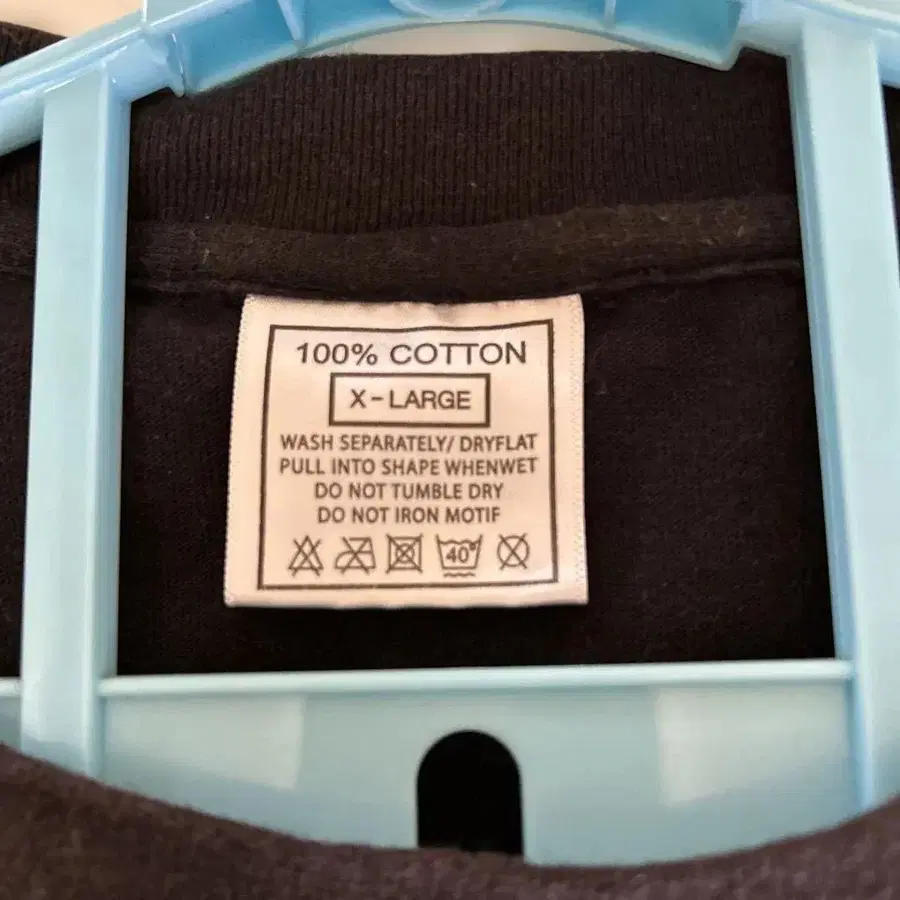 100% COTTON
X-LARGE
WASH SEPARATELY/ DRYFLAT
PULL INTO SHAPE WHENWET
DO NOT TUMBLE DRY
DO NOT IRON MOTIF
40°